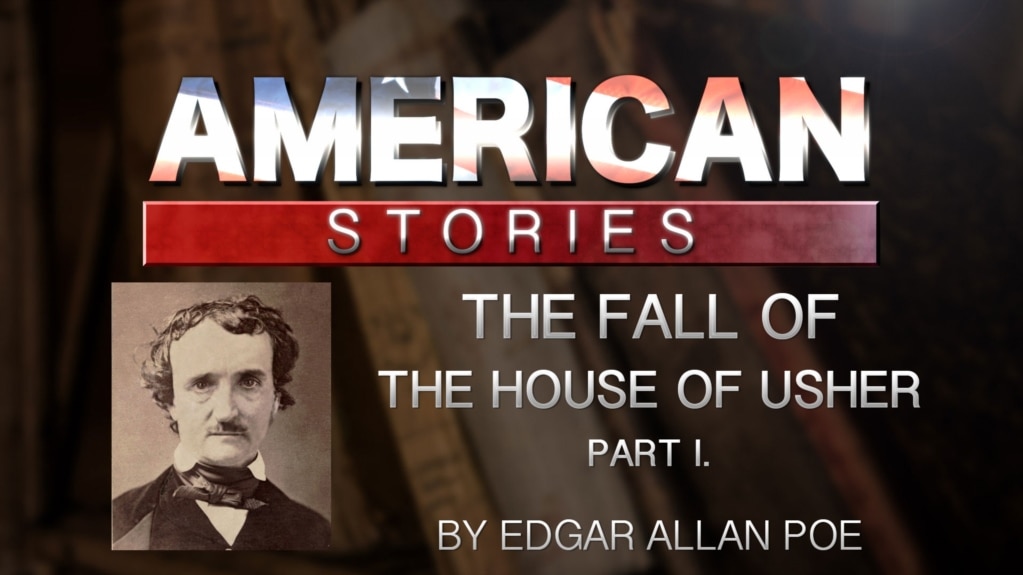 AMERICAN
STORIES
THE FALL OF
THE HOUSE OF USHER
PART I.
BY EDGAR ALLAN POE